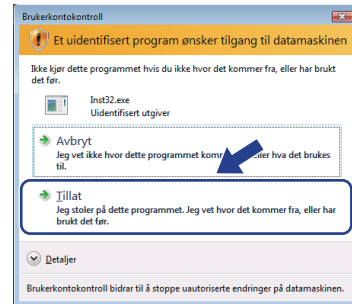 Brukerkontokontroll
Et uidentifisert program ønsker tilgang til datamaskinen
Ikke kjør dette programmet hvis du ikke hvor det kommer fra, eller har brukt
det før.
Inst32.exe
Uidentifisert utgiver
Avbryt
Jeg vet ikke hvor dette programmet kom eller hva det brukes
til.
Tillat
Jeg stoler på dette programmet. Jeg vet hvor det kommer fra, eller har
brukt det før.
Detaljer
Brukerkontokontroll bidrar til å stoppe uautoriserte endringer på datamaskinen.